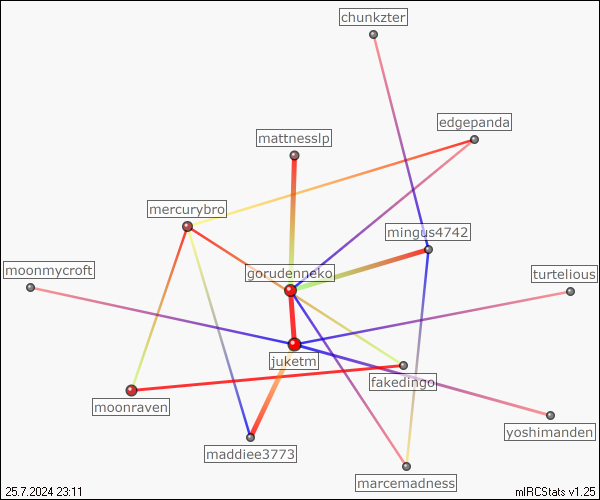 chunkzter
edgepanda
mattnesslp
mercurybro
mingus4742
moonmycroft
gorudenneko
turtelious
juketm
fakedingo
moonraven
yoshimanden
maddiee3773
marcemadness
25.7.2024 23:11
mIRCStats v1.25